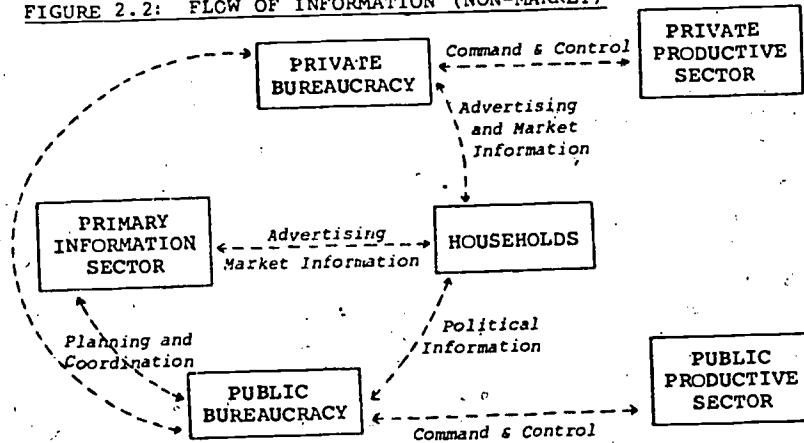 FIGURE 2.2: FLOW OF INFORMATION (NON-MARKET)
PRIVATE
BUREAUCRACY
Command & Control
PRIVATE
PRODUCTIVE
SECTOR
Advertising
and Market
Information
PRIMARY
INFORMATION
SECTOR
Advertising
Market Information
HOUSEHOLDS
Planning and
Coordination
Political
Information
PUBLIC
BUREAUCRACY
Command & Control
PUBLIC
PRODUCTIVE
SECTOR